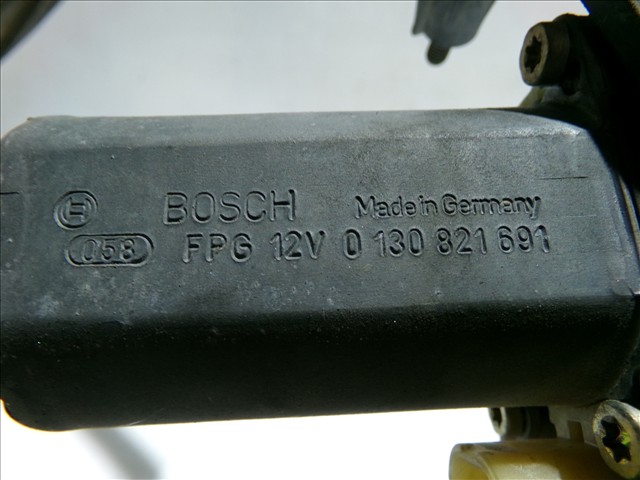 BOSCH Made in Germany
058 FPG 12V 0 130 821 691